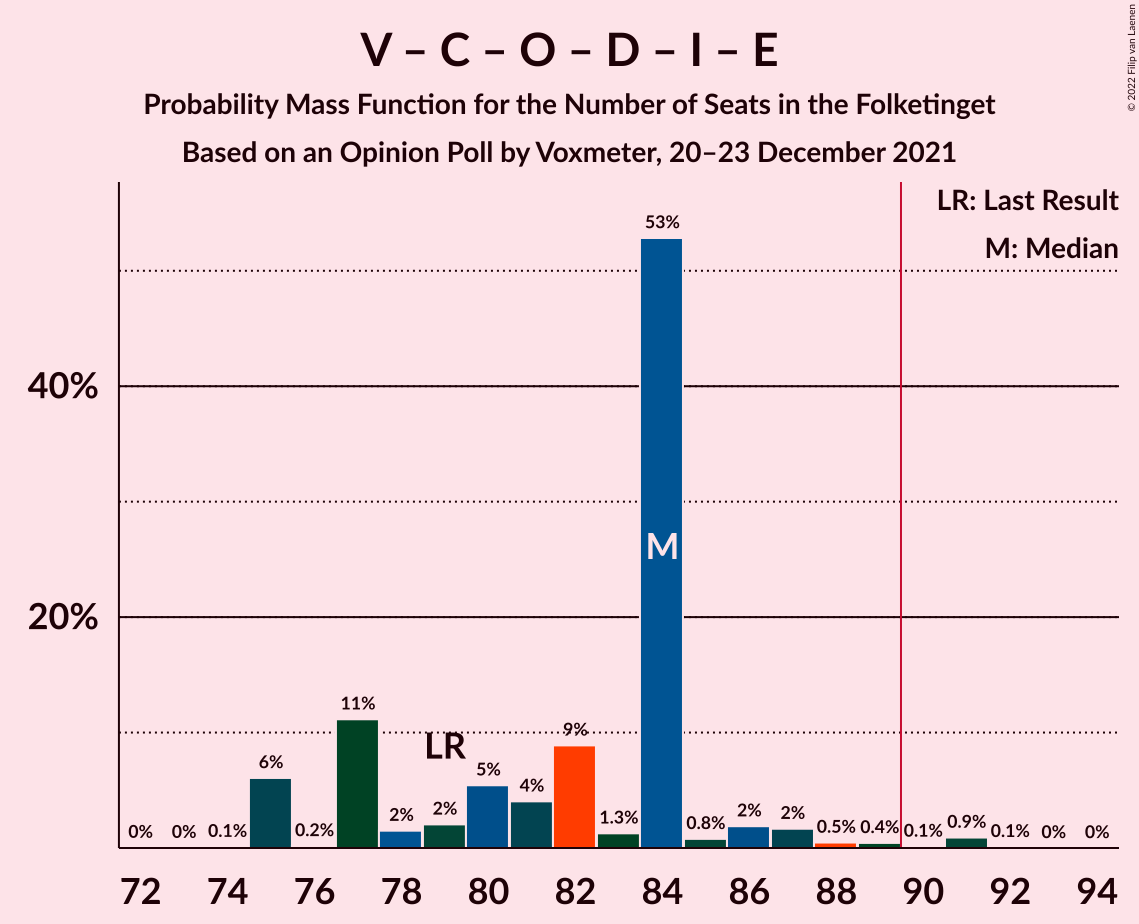 V – C – O – D – I – E
Probability Mass Function for the Number of Seats in the Folketinget
Based on an Opinion Poll by Voxmeter, 20–23 December 2021
© 2022 Filip van Laenen
LR: Last Result
M: Median
40%
20%
0% 0% 0.1% 6% 0.2% 11% 2% 2% 5% 4% 9% 1.3% 53% 0.8% 2% 2% 0.5% 0.4% 0.1% 0.9% 0.1% 0% 0%
LR
M
72 74 76 78 80 82 84 86 88 90 92 94